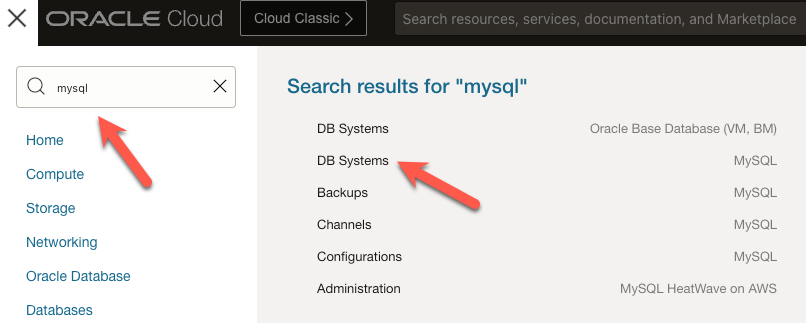 ORACLE Cloud
Cloud Classic >
Search resources, services, documentation, and Marketplace
mysql
Home
Compute
Storage
Networking
Oracle Database
Databases
Search results for "mysql"
DB Systems Oracle Base Database (VM, BM)
DB Systems MySQL
Backups MySQL
Channels MySQL
Configurations MySQL
Administration MySQL HeatWave on AWS